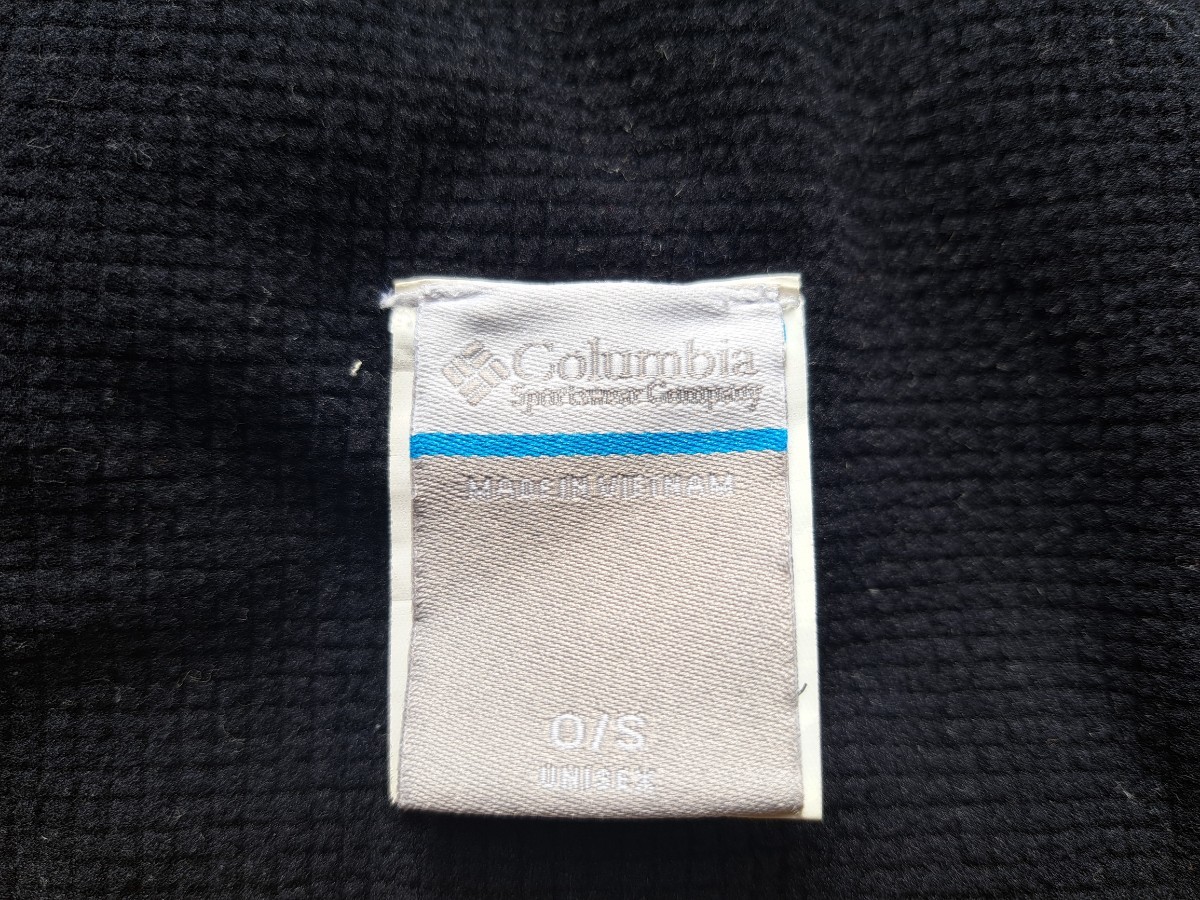 Columbia
Sportswear Company
MADE IN VIETNAM
O/S
UNISEX